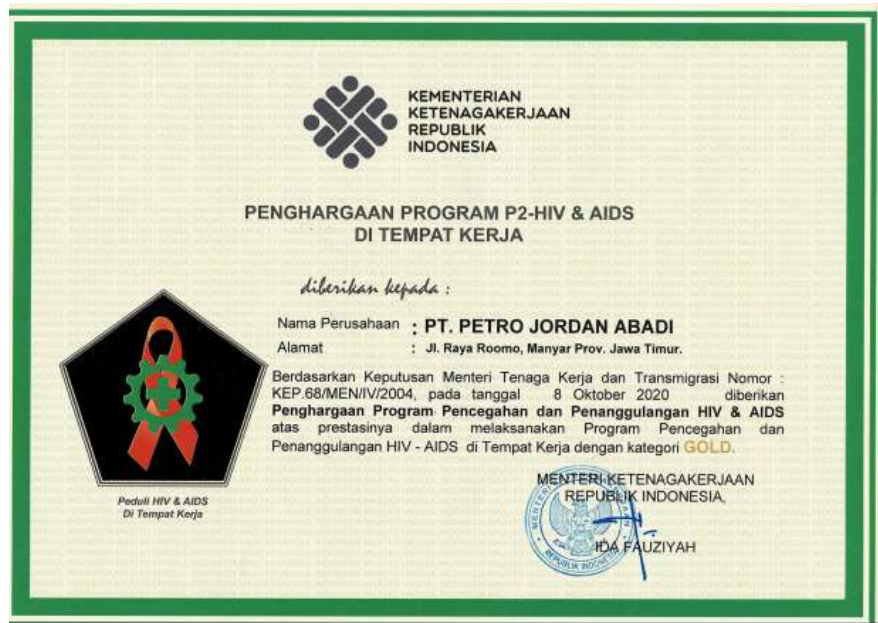 KEMENTERIAN
KETENAGAKERJAAN
REPUBLIK
INDONESIA
PENGHARGAAN PROGRAM P2-HIV & AIDS
DI TEMPAT KERJA
diberikan kepada :
Nama Perusahaan : PT. PETRO JORDAN ABADI
Alamat : Jl. Raya Roomo, Manyar Prov. Jawa Timur.
Berdasarkan Keputusan Menteri Tenaga Kerja dan Transmigrasi Nomor :
KEP.68/MEN/IV/2004, pada tanggal 8 Oktober 2020 diberikan
Penghargaan Program Pencegahan dan Penanggulangan HIV & AIDS
atas prestasinya dalam melaksanakan Program Pencegahan dan
Penanggulangan HIV - AIDS di Tempat Kerja dengan kategori GOLD.
Peduli HIV & AIDS
Di Tempat Kerja
MENTERI KETENAGAKERJAAN
REPUBLIK INDONESIA,
IDA FAUZIYAH
MENTERI
REPUBLIK INDONESIA